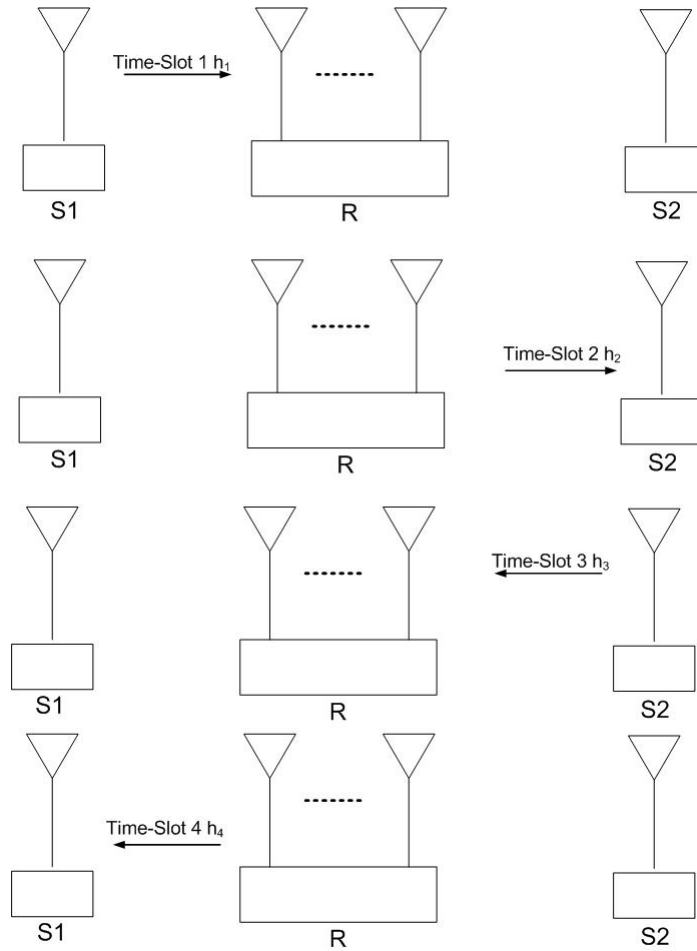 Time-Slot 1 h₁
S1
R
S2
Time-Slot 2 h₂
S1
R
S2
Time-Slot 3 h₃
S1
R
S2
Time-Slot 4 h₄
S1
R
S2